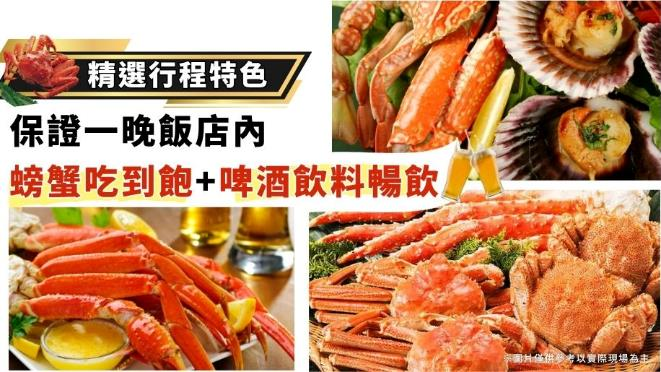 精選行程特色
保證一晚飯店內
螃蟹吃到飽+啤酒飲料暢飲
※圖片僅供參考以實際現場為主